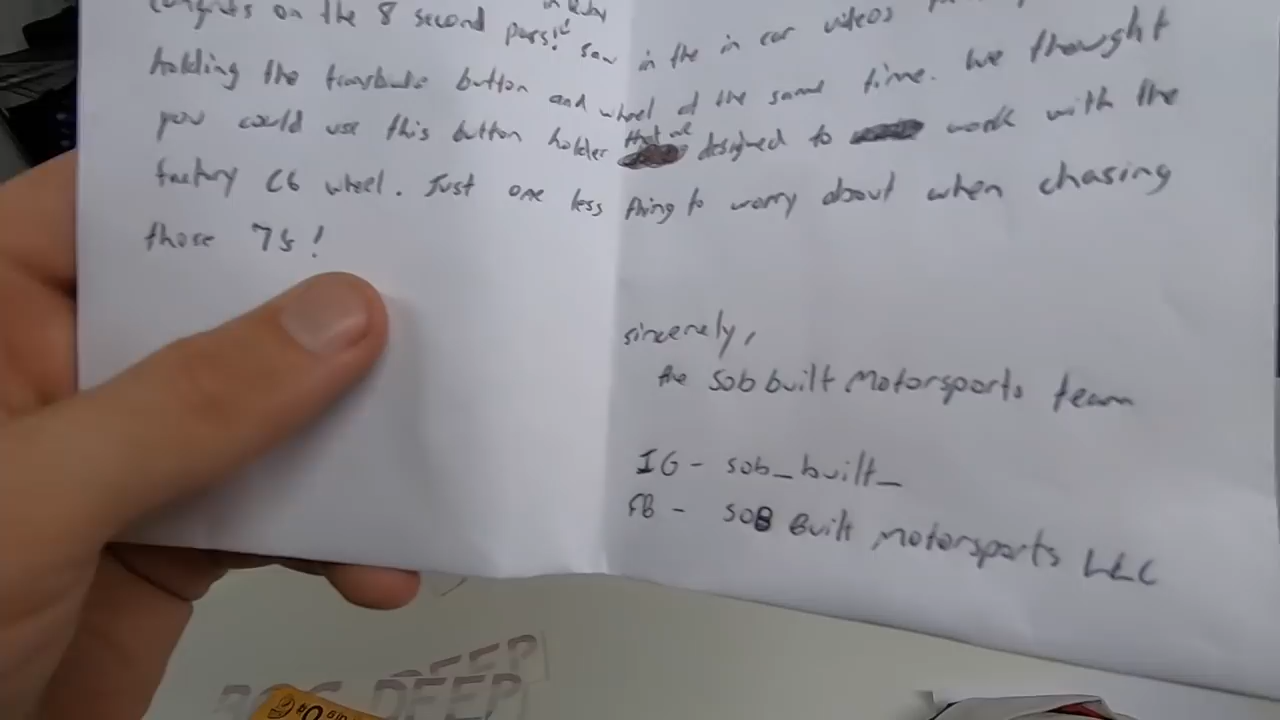 congrats on the 8 second pass! saw in the in car videos
holding the transbrake button and wheel at the same time. We thought
you could use this button holder that we designed to work with the
factory C6 wheel. Just one less thing to worry about when chasing
those 7s!
sincerely,
the sob built Motorsports team
IG - sob_built_
FB - SOB Built Motorsports LLC
DEEP
DEEP